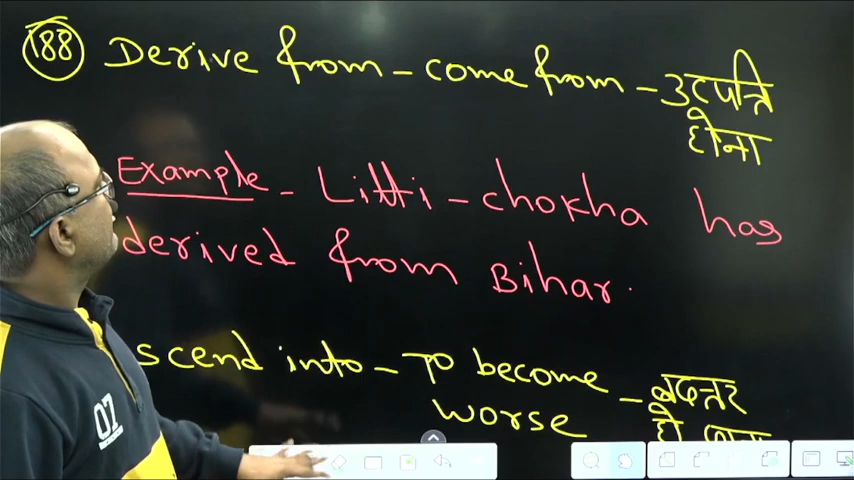 188 Derive from - come from - उत्पत्ति
होना
Example - Litti - chokha has
derived from Bihar.
scend into - To become - बदत्तर
worse हो जाना
07